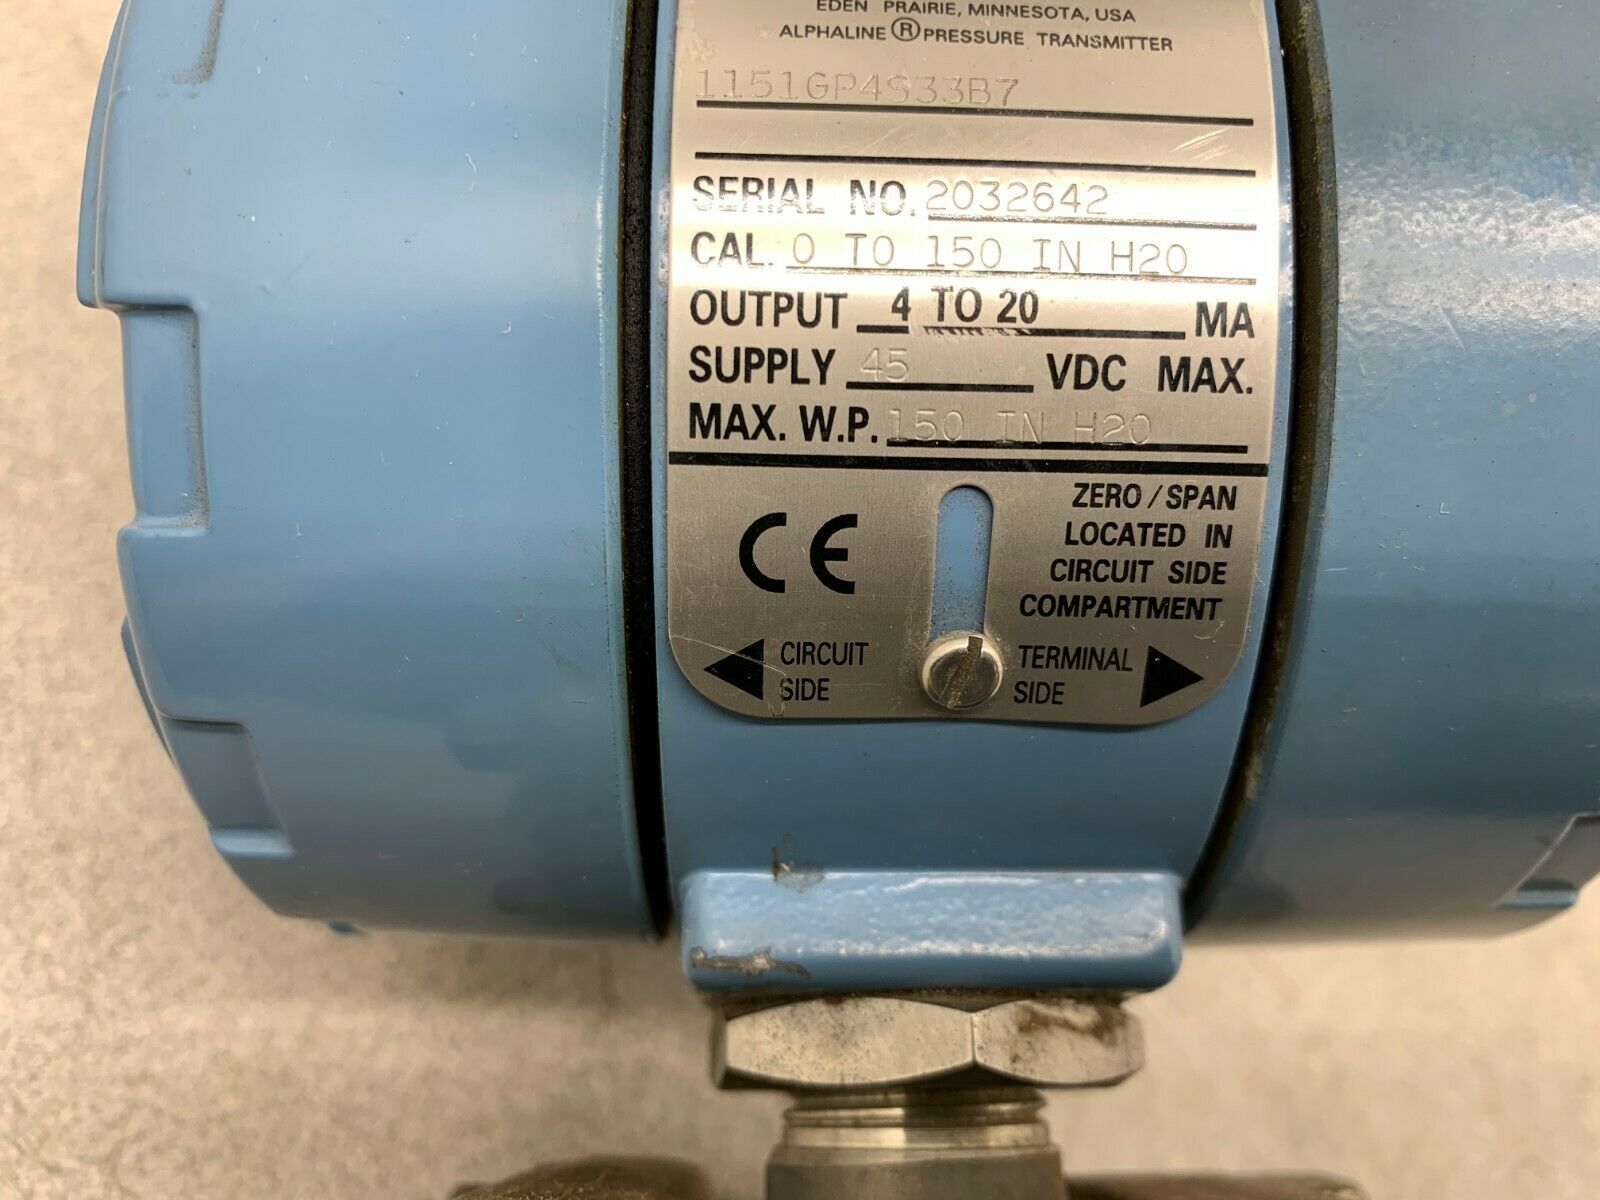 EDEN PRAIRIE, MINNESOTA, USA
ALPHALINE ® PRESSURE TRANSMITTER
1151GP4S33B7
SERIAL NO. 2032642
CAL. 0 TO 150 IN H20
OUTPUT 4 TO 20 MA
SUPPLY 45 VDC MAX.
MAX. W.P. 150 IN H20
CE
ZERO / SPAN
LOCATED IN
CIRCUIT SIDE
COMPARTMENT
CIRCUIT
SIDE
TERMINAL
SIDE